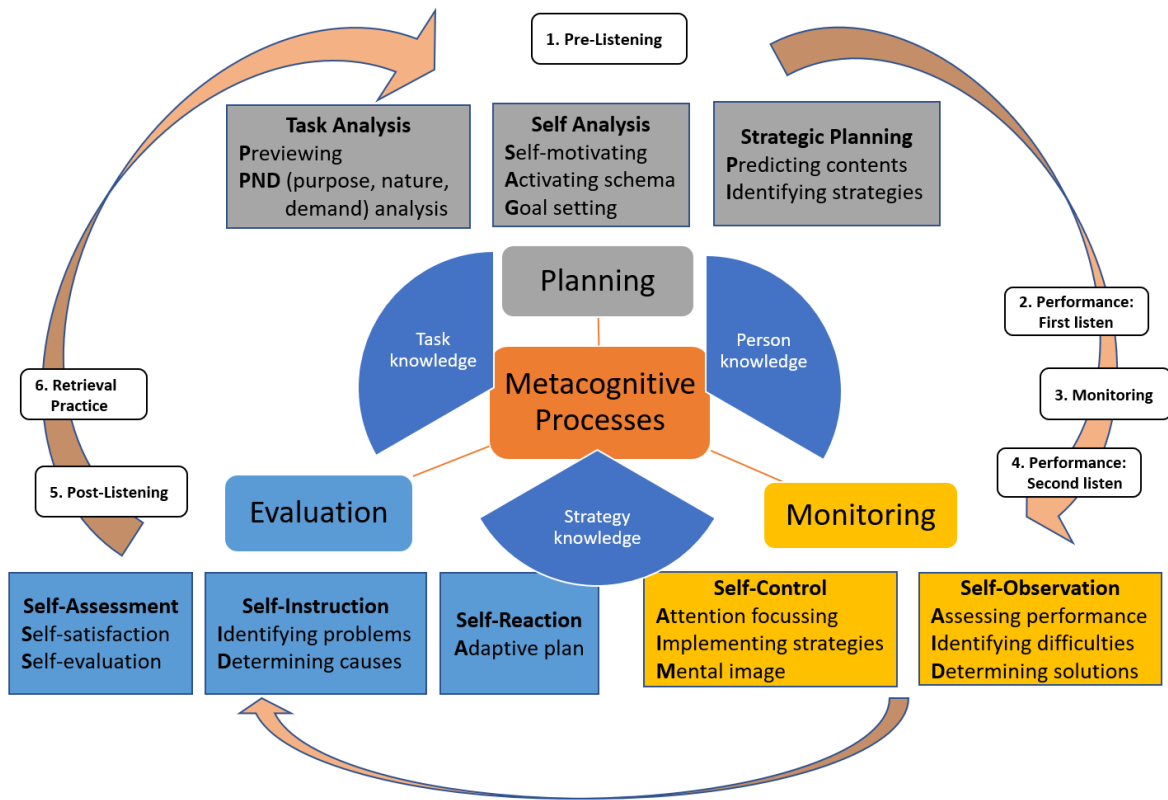 1. Pre-Listening
Task Analysis
Previewing
PND (purpose, nature,
demand) analysis
Self Analysis
Self-motivating
Activating schema
Goal setting
Strategic Planning
Predicting contents
Identifying strategies
Planning
Task
knowledge
Person
knowledge
Metacognitive
Processes
2. Performance:
First listen
3. Monitoring
4. Performance:
Second listen
6. Retrieval
Practice
5. Post-Listening
Evaluation
Strategy
knowledge
Monitoring
Self-Assessment
Self-satisfaction
Self-evaluation
Self-Instruction
Identifying problems
Determining causes
Self-Reaction
Adaptive plan
Self-Control
Attention focussing
Implementing strategies
Mental image
Self-Observation
Assessing performance
Identifying difficulties
Determining solutions